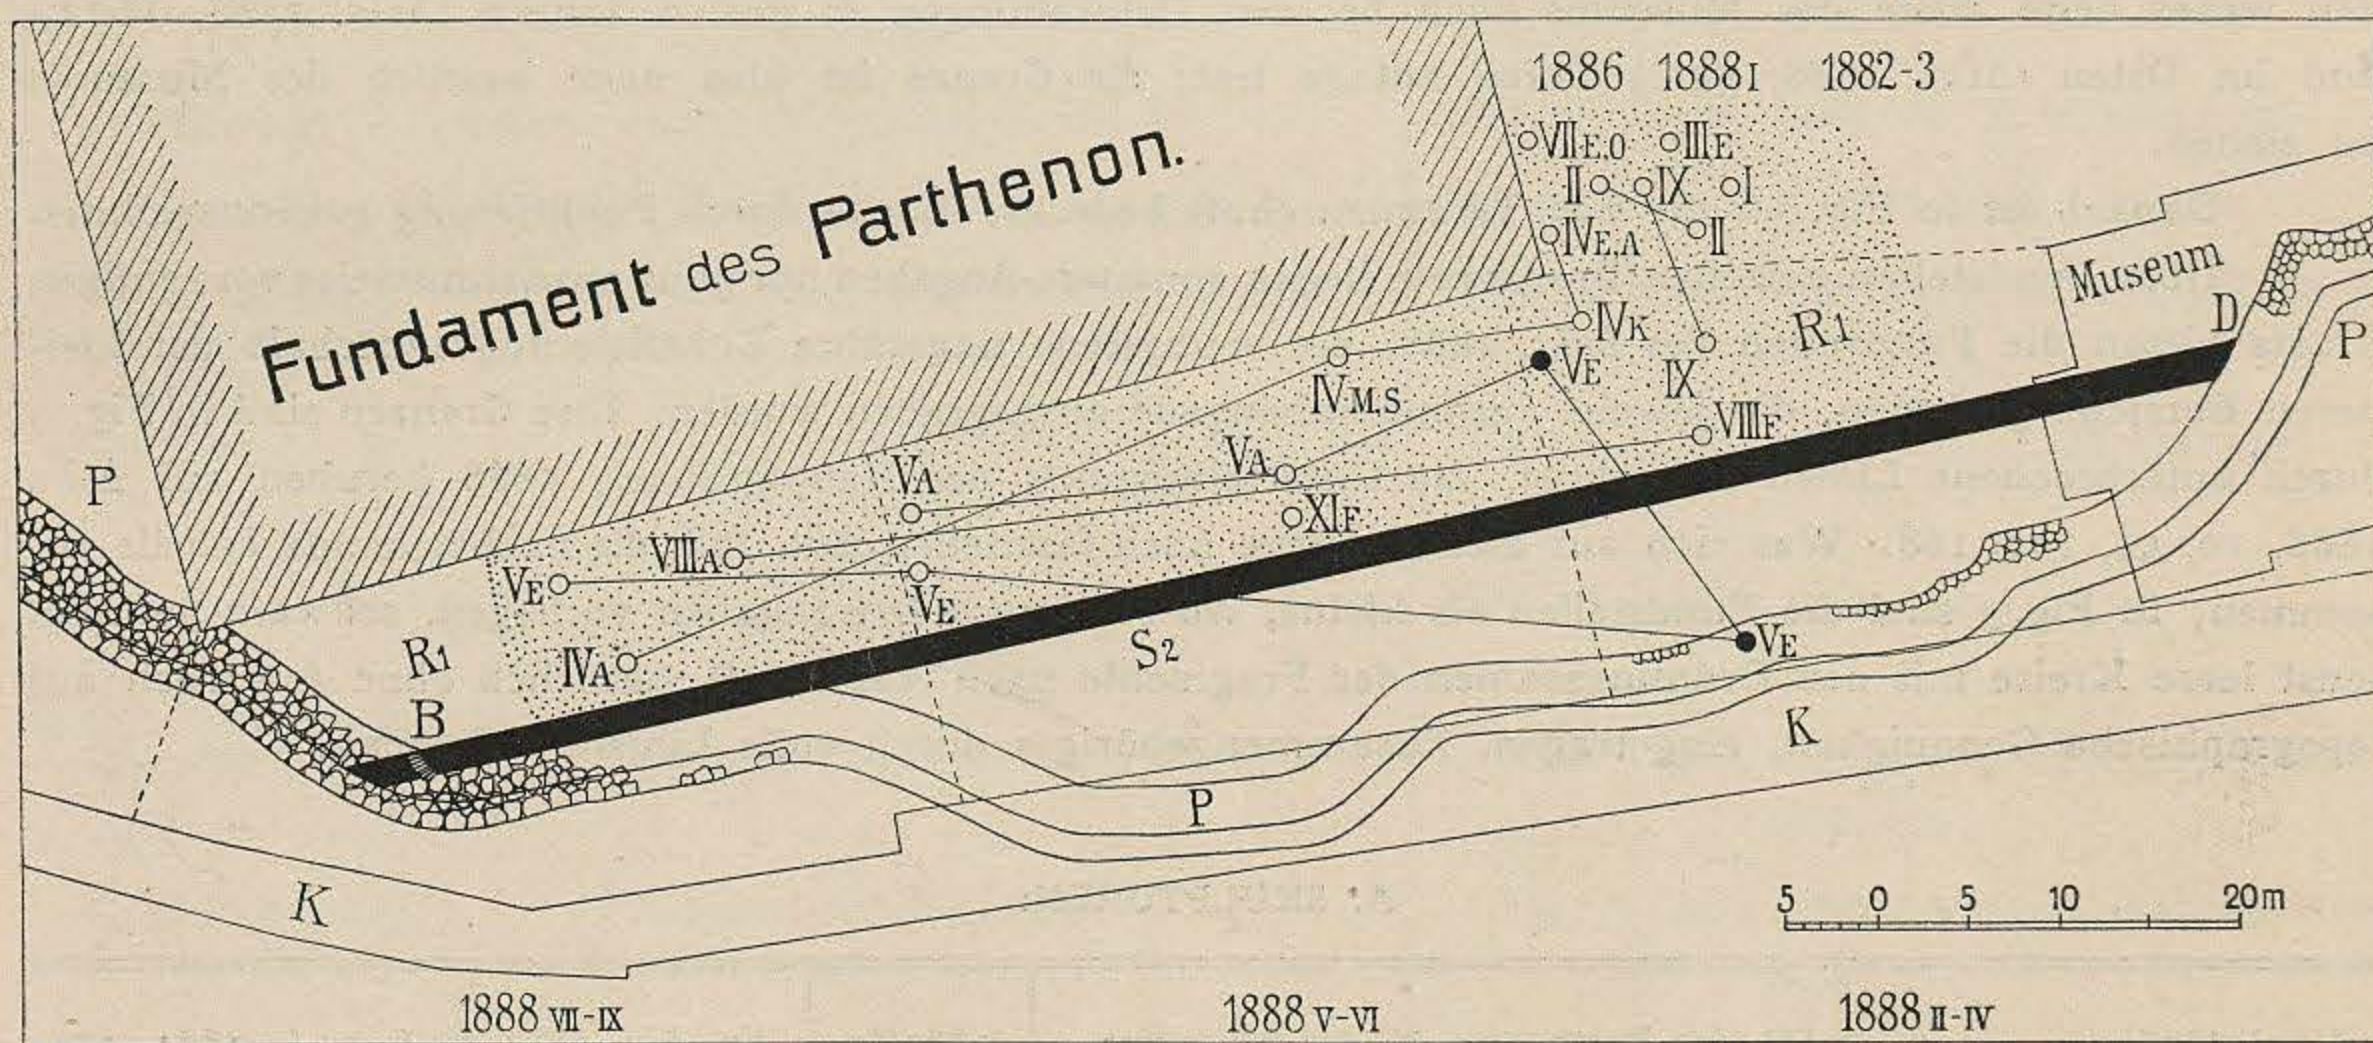 1886 1888 I 1882-3
Fundament des Parthenon.
VII E,O III E
II IX I
IV E,A II
Museum
D
P
IV K
R1
IV M,S
V E
IX
VIII F
V A
V A
XI F
P
VIII A
V E
V E
S2
V E
IV A
R1
B
K
P
K
5 0 5 10 20 m
1888 VII-IX 1888 V-VI 1888 II-IV